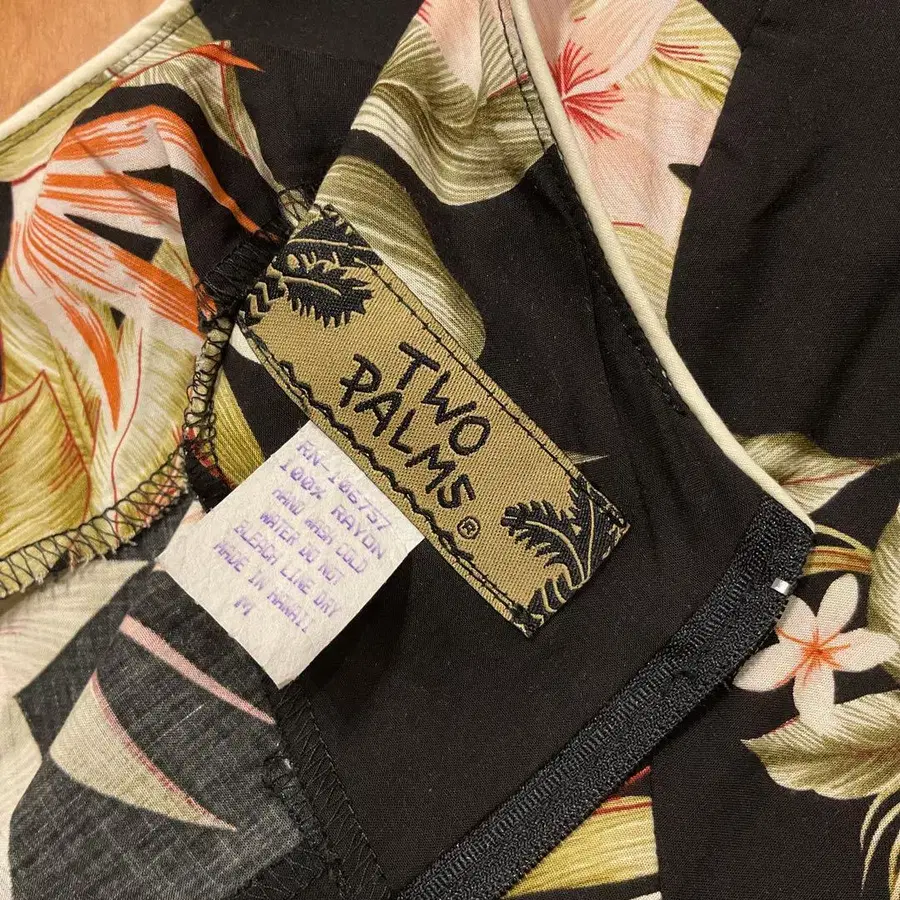 TWO
PALMS®
RN-106757
100% RAYON
HAND WASH COLD
WATER DO NOT
BLEACH LINE DRY
MADE IN HAWAII
M